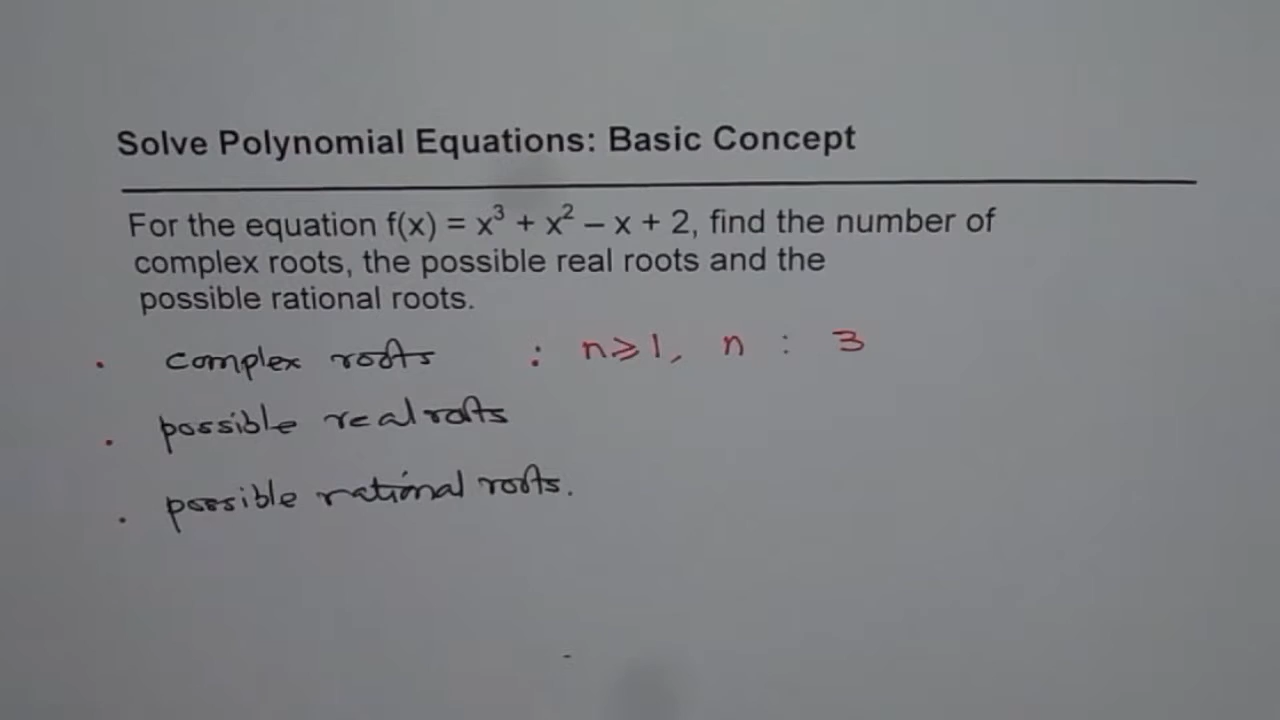 Solve Polynomial Equations: Basic Concept
For the equation f(x) = x³ + x² – x + 2, find the number of
complex roots, the possible real roots and the
possible rational roots.
• complex roots : n⩾1, n : 3
• possible real roots
• possible rational roots.